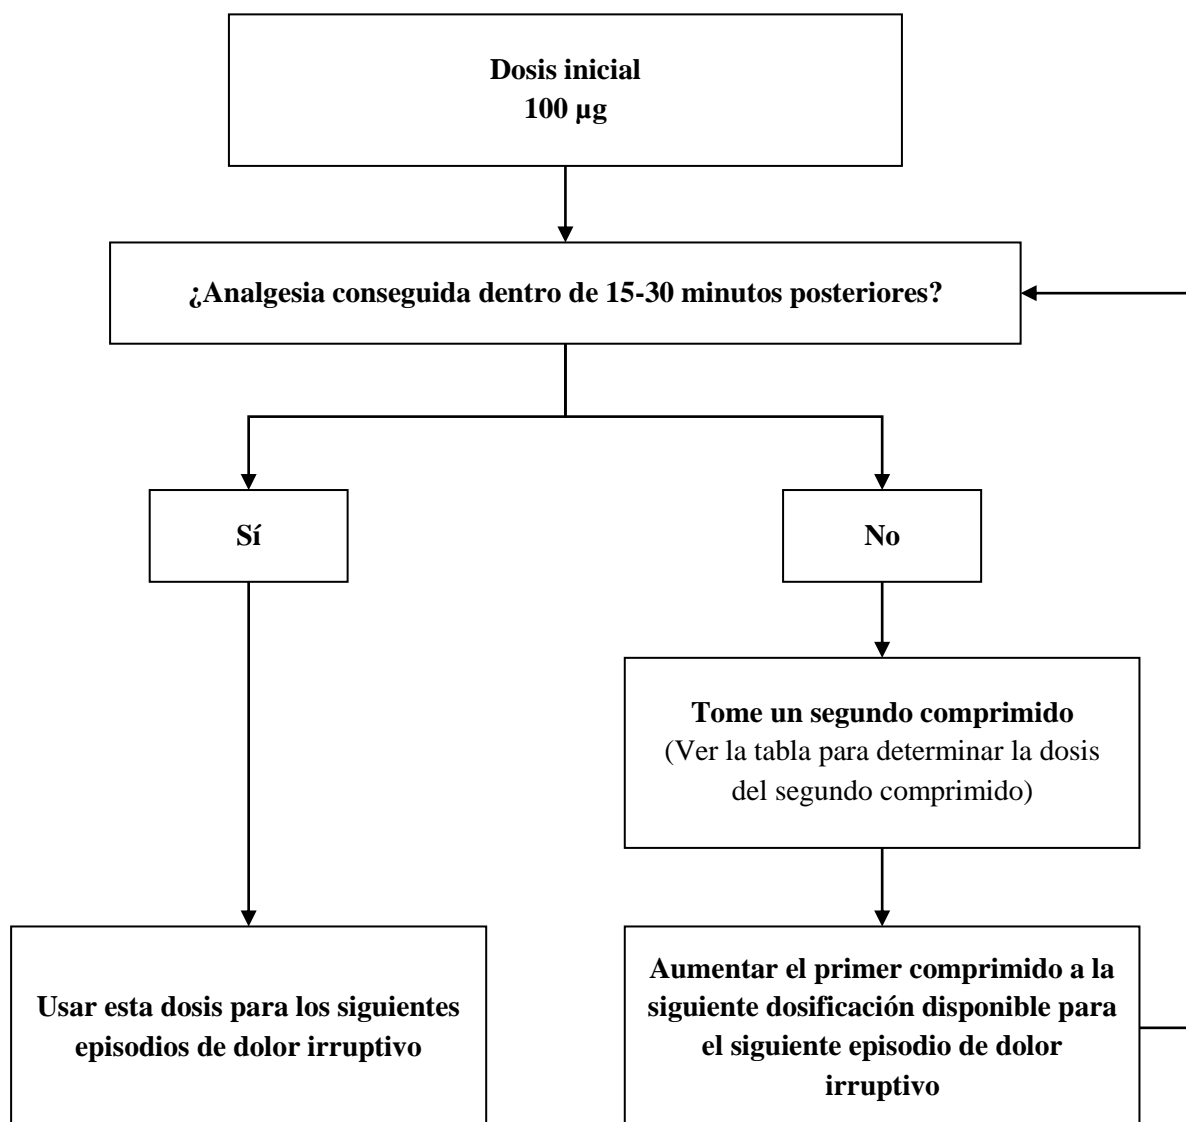 Dosis inicial
100 µg
¿Analgesia conseguida dentro de 15-30 minutos posteriores?
Sí
No
Tome un segundo comprimido
(Ver la tabla para determinar la dosis
del segundo comprimido)
Usar esta dosis para los siguientes
episodios de dolor irruptivo
Aumentar el primer comprimido a la
siguiente dosificación disponible para
el siguiente episodio de dolor
irruptivo